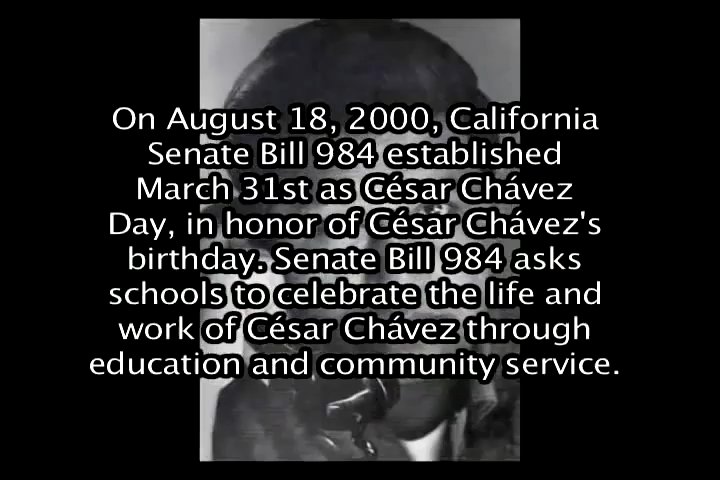 On August 18, 2000, California
Senate Bill 984 established
March 31st as César Chávez
Day, in honor of César Chávez's
birthday. Senate Bill 984 asks
schools to celebrate the life and
work of César Chávez through
education and community service.